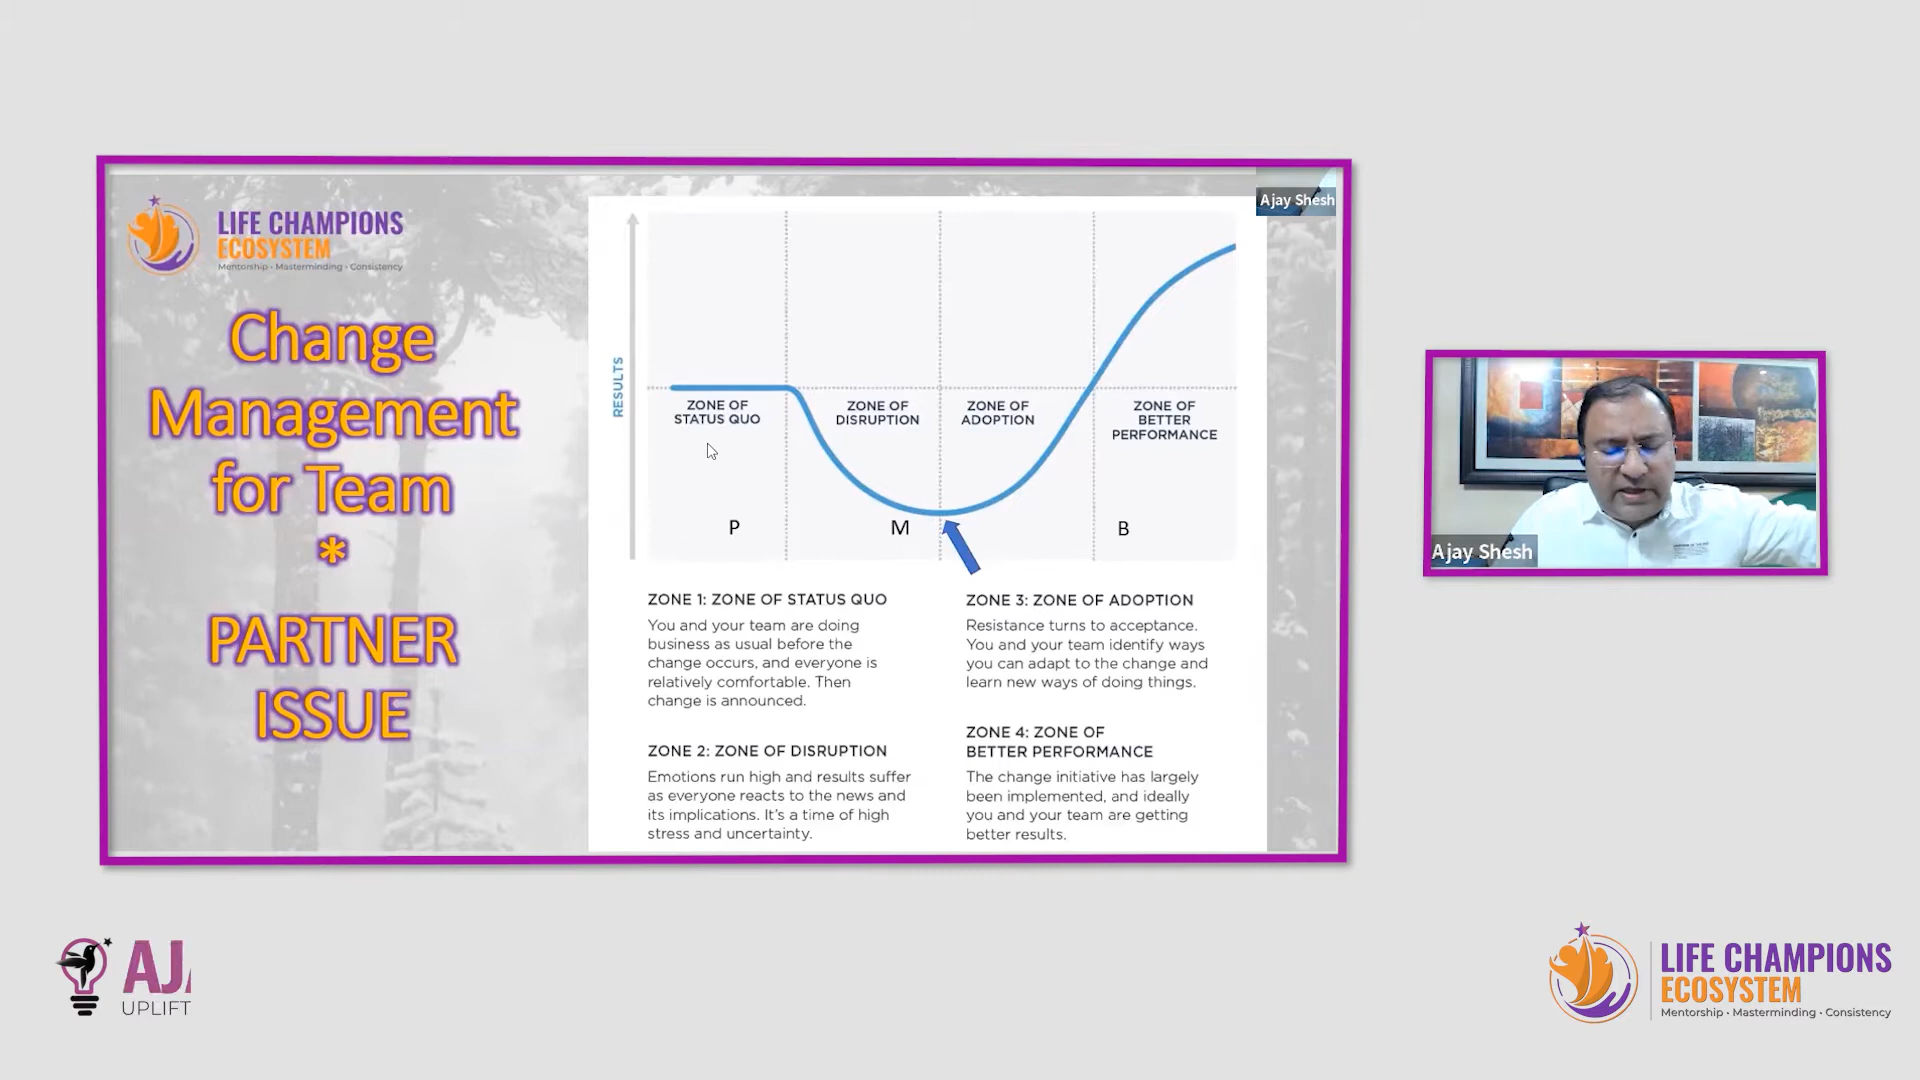 LIFE CHAMPIONS
ECOSYSTEM
Mentorship • Masterminding • Consistency
Change
Management
for Team
*
PARTNER
ISSUE
Ajay Shesh
RESULTS
ZONE OF
STATUS QUO
ZONE OF
DISRUPTION
ZONE OF
ADOPTION
ZONE OF
BETTER
PERFORMANCE
P
M
B
ZONE 1: ZONE OF STATUS QUO
You and your team are doing
business as usual before the
change occurs, and everyone is
relatively comfortable. Then
change is announced.
ZONE 2: ZONE OF DISRUPTION
Emotions run high and results suffer
as everyone reacts to the news and
its implications. It's a time of high
stress and uncertainty.
ZONE 3: ZONE OF ADOPTION
Resistance turns to acceptance.
You and your team identify ways
you can adapt to the change and
learn new ways of doing things.
ZONE 4: ZONE OF
BETTER PERFORMANCE
The change initiative has largely
been implemented, and ideally
you and your team are getting
better results.
Ajay Shesh
AJ
UPLIFT
LIFE CHAMPIONS
ECOSYSTEM
Mentorship • Masterminding • Consistency